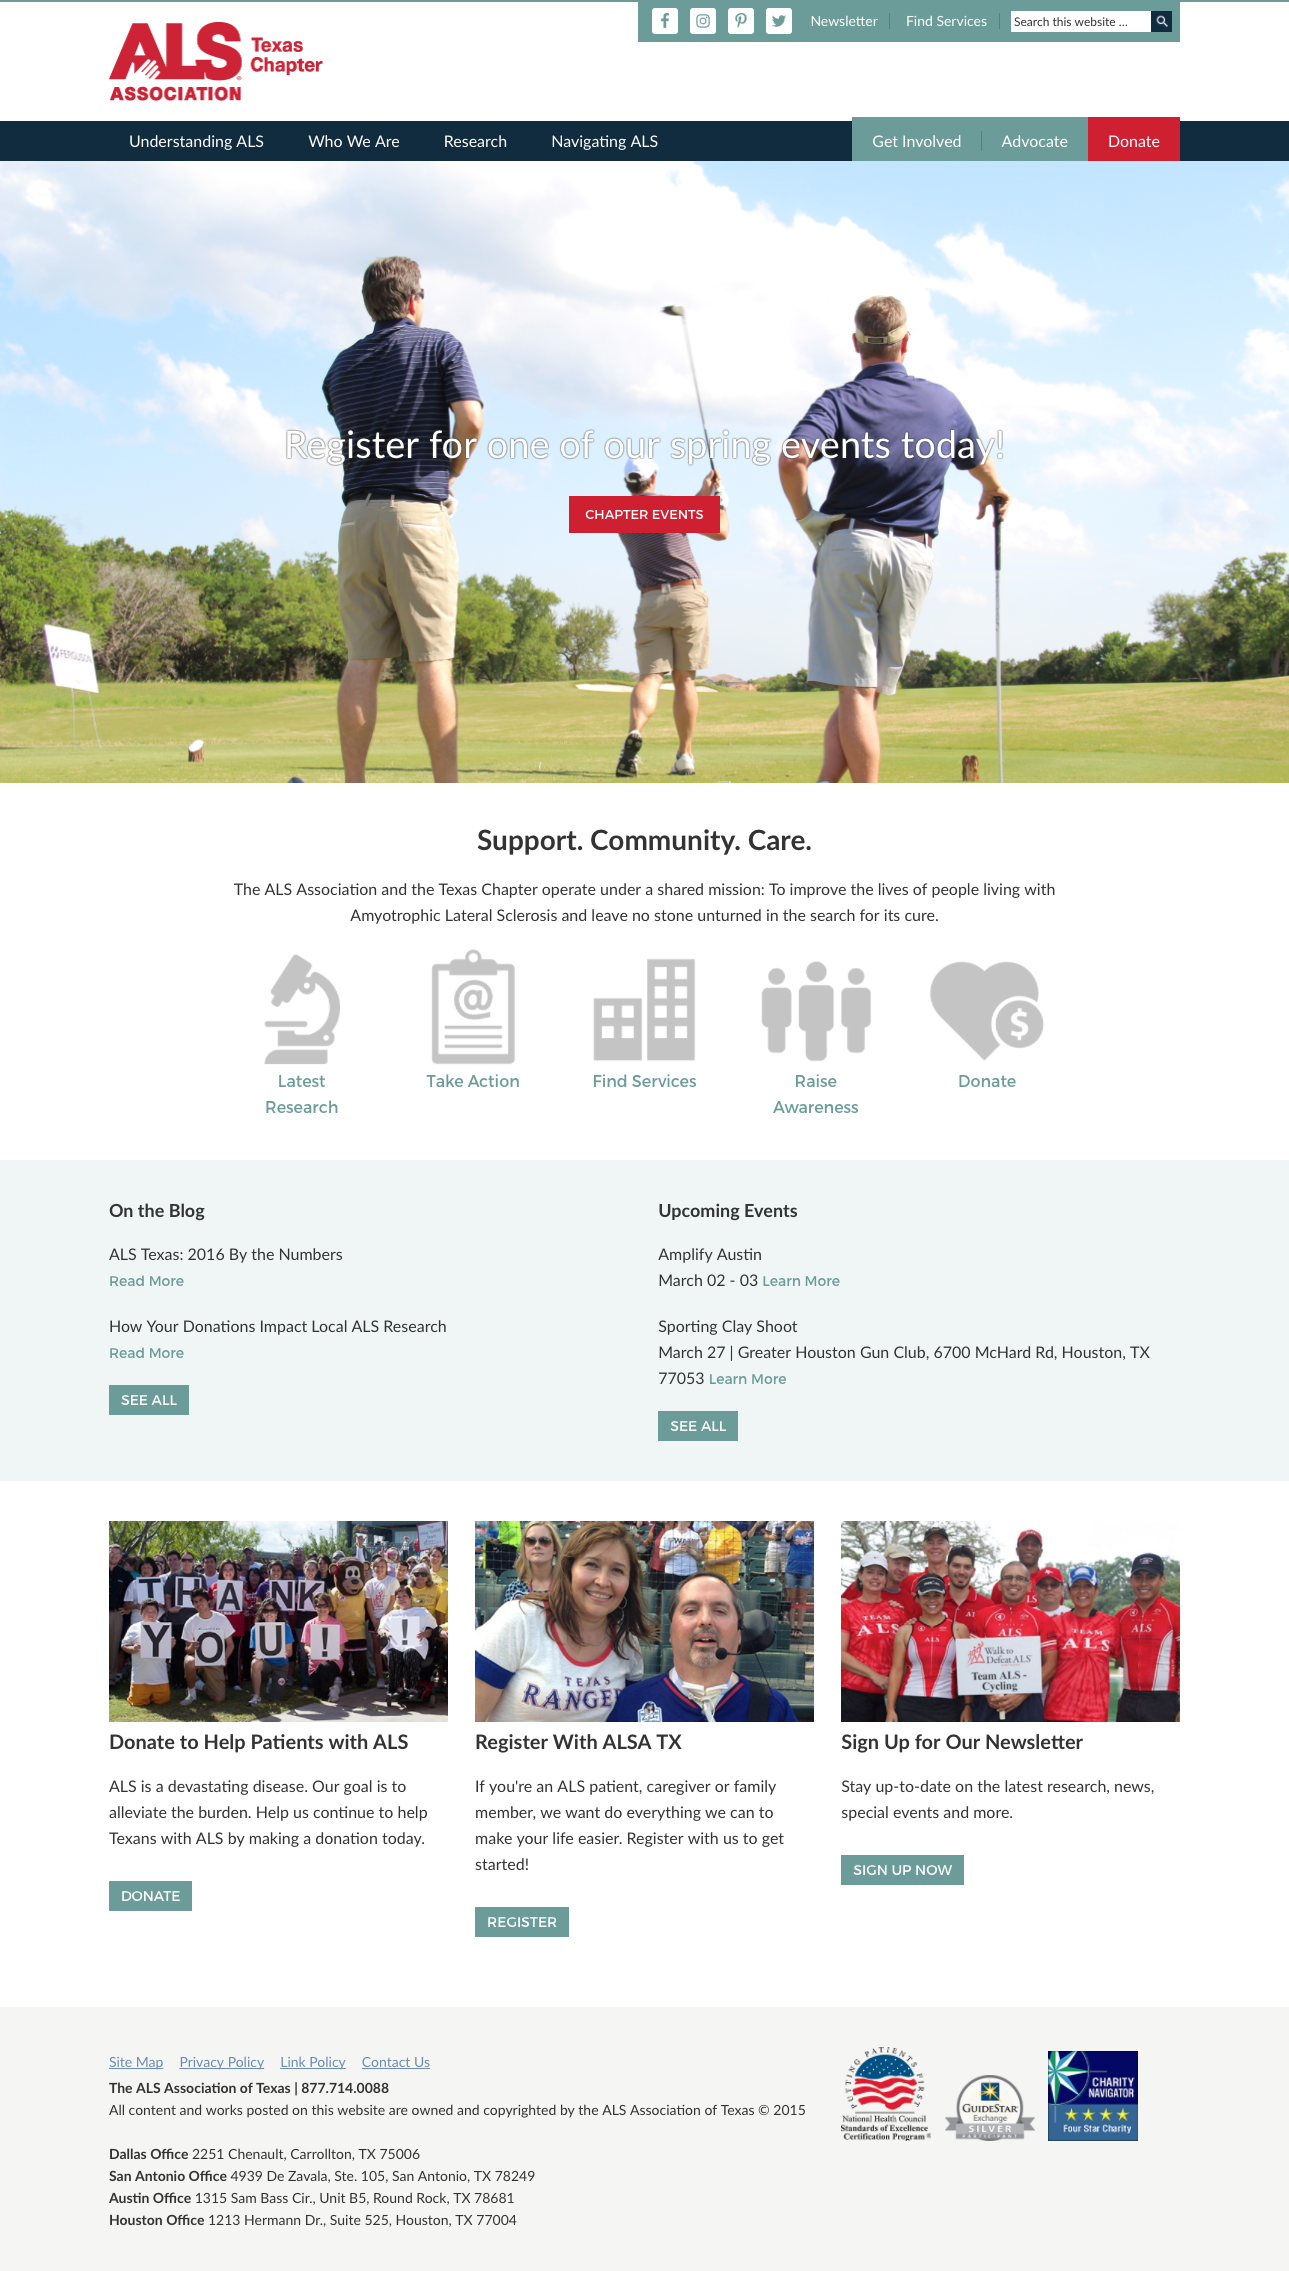 ALS
ASSOCIATION
Texas
Chapter
Newsletter
Find Services
Search this website ...
Understanding ALS
Who We Are
Research
Navigating ALS
Get Involved
Advocate
Donate
FERGUSON
Register for one of our spring events today!
CHAPTER EVENTS
Support. Community. Care.
The ALS Association and the Texas Chapter operate under a shared mission: To improve the lives of people living with
Amyotrophic Lateral Sclerosis and leave no stone unturned in the search for its cure.
Latest
Research
Take Action
Find Services
Raise
Awareness
Donate
On the Blog
ALS Texas: 2016 By the Numbers
Read More
How Your Donations Impact Local ALS Research
Read More
SEE ALL
Upcoming Events
Amplify Austin
March 02 - 03 Learn More
Sporting Clay Shoot
March 27 | Greater Houston Gun Club, 6700 McHard Rd, Houston, TX
77053 Learn More
SEE ALL
THANK
YOU!!
TEXAS
RANGER
TEAM
ALS
ALS
ALS
TEAM
ALS
ALS
Walk to
Defeat ALS
Team ALS -
Cycling
Donate to Help Patients with ALS
ALS is a devastating disease. Our goal is to
alleviate the burden. Help us continue to help
Texans with ALS by making a donation today.
DONATE
Register With ALSA TX
If you're an ALS patient, caregiver or family
member, we want do everything we can to
make your life easier. Register with us to get
started!
REGISTER
Sign Up for Our Newsletter
Stay up-to-date on the latest research, news,
special events and more.
SIGN UP NOW
Site Map
Privacy Policy
Link Policy
Contact Us
The ALS Association of Texas | 877.714.0088
All content and works posted on this website are owned and copyrighted by the ALS Association of Texas © 2015
Dallas Office 2251 Chenault, Carrollton, TX 75006
San Antonio Office 4939 De Zavala, Ste. 105, San Antonio, TX 78249
Austin Office 1315 Sam Bass Cir., Unit B5, Round Rock, TX 78681
Houston Office 1213 Hermann Dr., Suite 525, Houston, TX 77004
PUTTING PATIENTS FIRST
National Health Council
Standards of Excellence
Certification Program®
GUIDESTAR
Exchange
SILVER
PARTICIPANT
CHARITY
NAVIGATOR
Four Star Charity